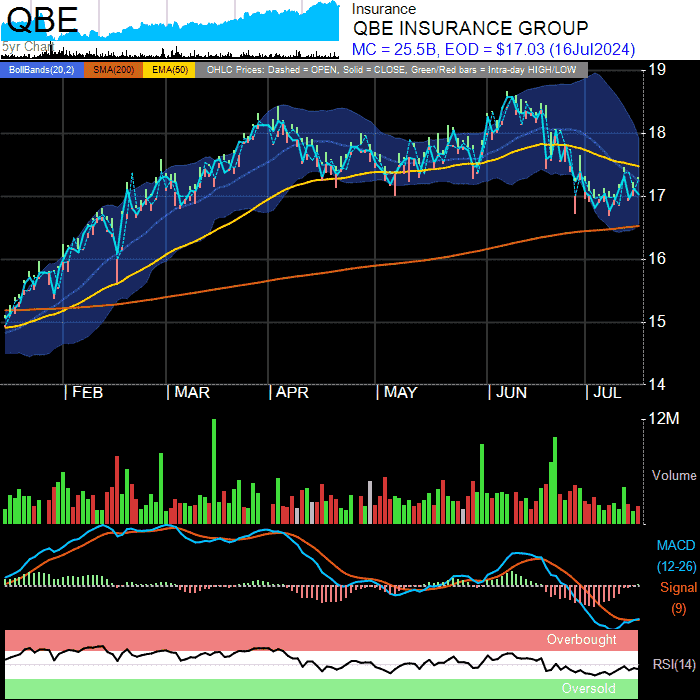 QBE
5yr Chart
Insurance
QBE INSURANCE GROUP
MC = 25.5B, EOD = $17.03 (16Jul2024)
BollBands(20,2) SMA(200) EMA(50) OHLC Prices: Dashed = OPEN, Solid = CLOSE, Green/Red bars = Intra-day HIGH/LOW
19
18
17
16
15
14
FEB MAR APR MAY JUN JUL
12M
Volume
MACD
(12-26)
Signal
(9)
Overbought
RSI(14)
Oversold